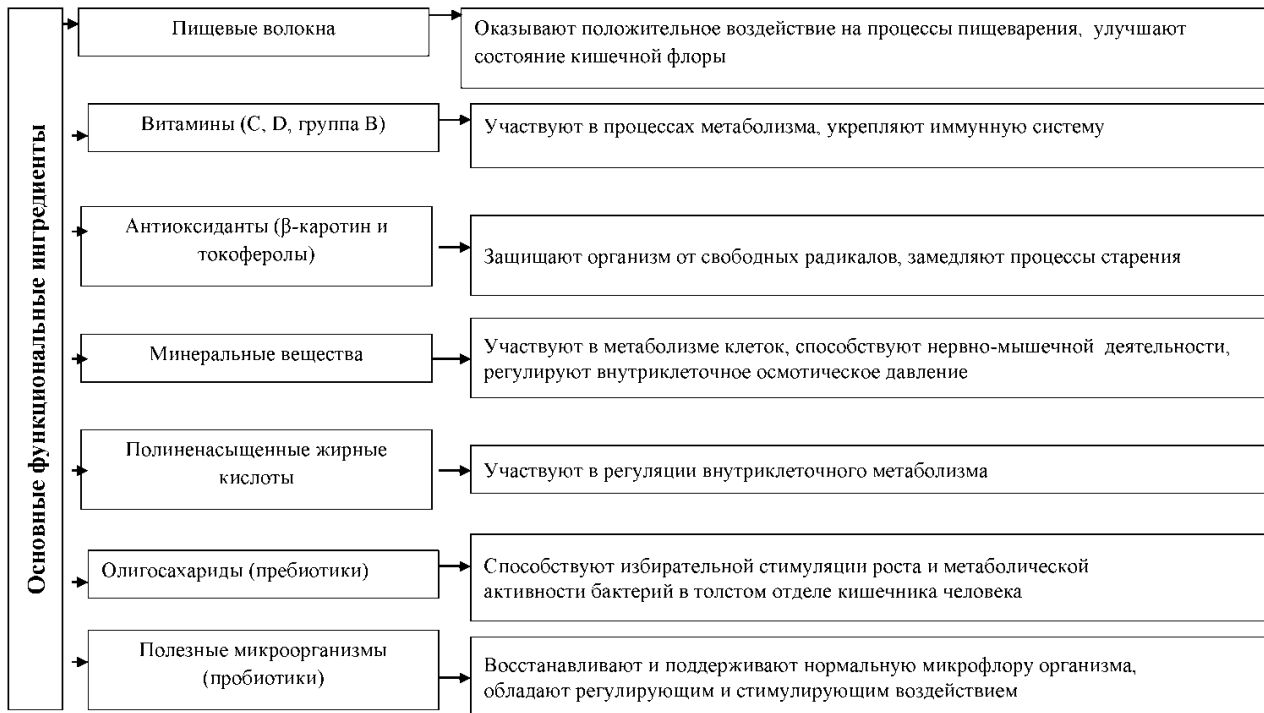 Основные функциональные ингредиенты
Пищевые волокна
Оказывают положительное воздействие на процессы пищеварения, улучшают
состояние кишечной флоры
Витамины (C, D, группа B)
Участвуют в процессах метаболизма, укрепляют иммунную систему
Антиоксиданты (β-каротин и
токоферолы)
Защищают организм от свободных радикалов, замедляют процессы старения
Минеральные вещества
Участвуют в метаболизме клеток, способствуют нервно-мышечной деятельности,
регулируют внутриклеточное осмотическое давление
Полиненасыщенные жирные
кислоты
Участвуют в регуляции внутриклеточного метаболизма
Олигосахариды (пребиотики)
Способствуют избирательной стимуляции роста и метаболической
активности бактерий в толстом отделе кишечника человека
Полезные микроорганизмы
(пробиотики)
Восстанавливают и поддерживают нормальную микрофлору организма,
обладают регулирующим и стимулирующим воздействием